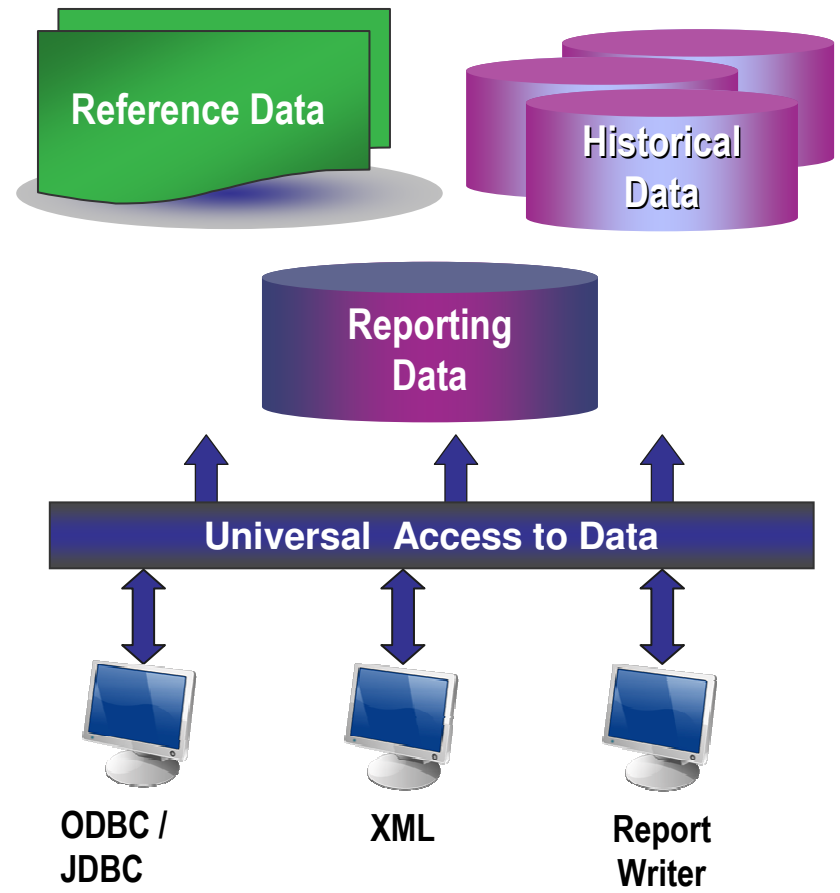 Reference Data
Historical
Data
Reporting
Data
Universal Access to Data
ODBC /
JDBC
XML
Report
Writer